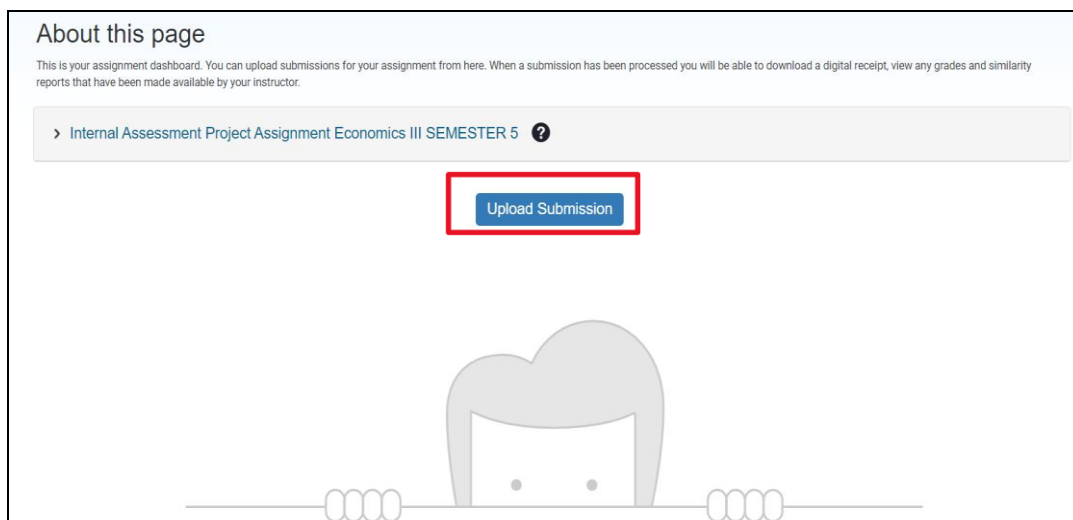 About this page
This is your assignment dashboard. You can upload submissions for your assignment from here. When a submission has been processed you will be able to download a digital receipt, view any grades and similarity
reports that have been made available by your instructor.
> Internal Assessment Project Assignment Economics III SEMESTER 5 ?
Upload Submission